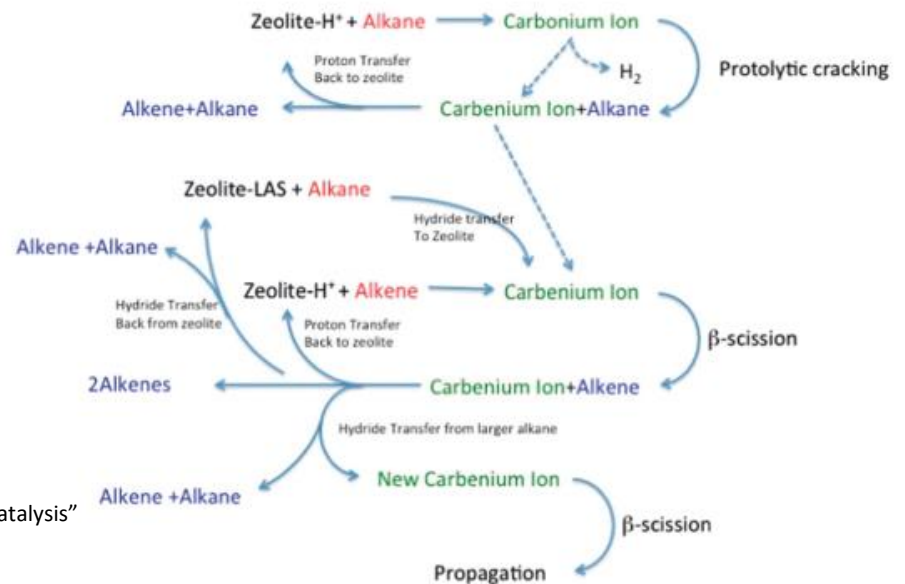 Zeolite-H⁺ + Alkane
Carbonium Ion
Proton Transfer
Back to zeolite
H₂
Protolytic cracking
Alkene+Alkane
Carbenium Ion+Alkane
Zeolite-LAS + Alkane
Hydride transfer
To Zeolite
Alkene +Alkane
Zeolite-H⁺ + Alkene
Carbenium Ion
Hydride Transfer
Back from zeolite
Proton Transfer
Back to zeolite
β-scission
2Alkenes
Carbenium Ion+Alkene
Hydride Transfer from larger alkane
New Carbenium Ion
Alkene +Alkane
atalysis”
β-scission
Propagation